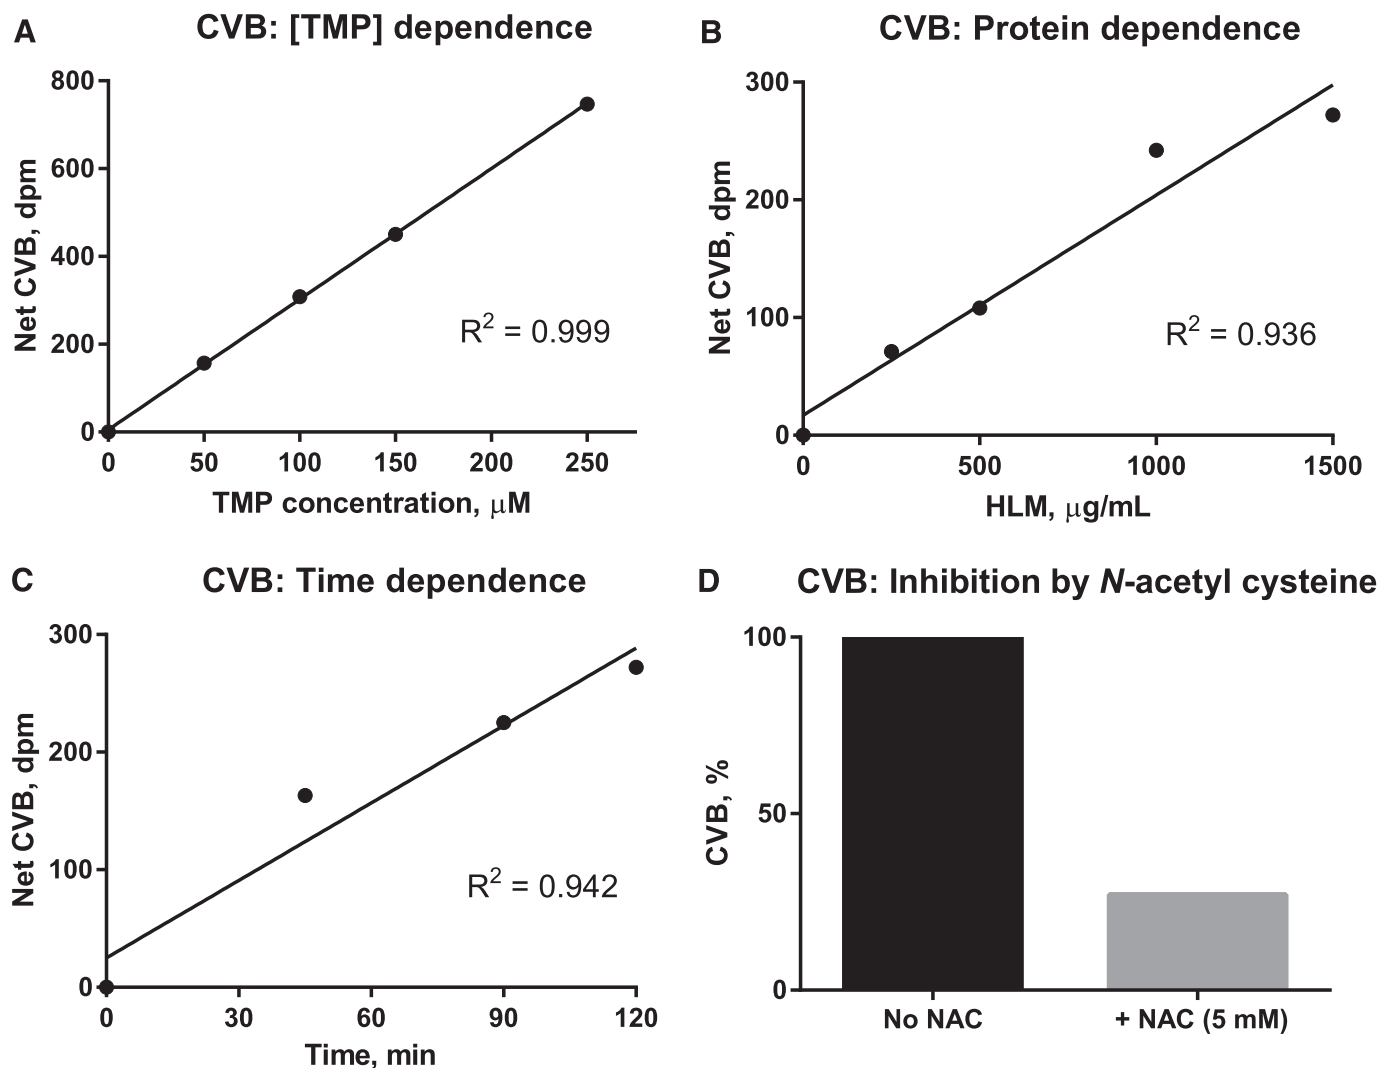 A CVB: [TMP] dependence
800
600
400
200
0
Net CVB, dpm
R² = 0.999
0 50 100 150 200 250
TMP concentration, μM
B CVB: Protein dependence
300
200
100
0
Net CVB, dpm
R² = 0.936
0 500 1000 1500
HLM, μg/mL
C CVB: Time dependence
300
200
100
0
Net CVB, dpm
R² = 0.942
0 30 60 90 120
Time, min
D CVB: Inhibition by N-acetyl cysteine
100
50
0
CVB, %
No NAC + NAC (5 mM)